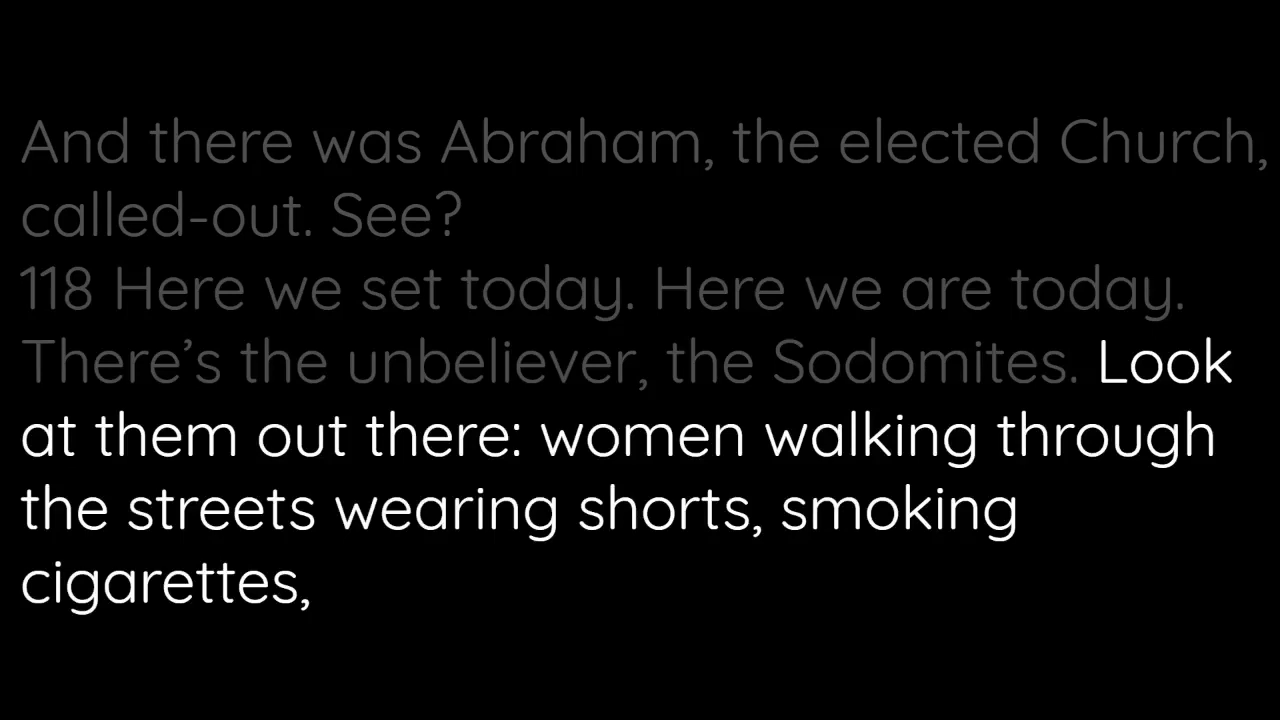 And there was Abraham, the elected Church,
called-out. See?
118 Here we set today. Here we are today.
There’s the unbeliever, the Sodomites. Look
at them out there: women walking through
the streets wearing shorts, smoking
cigarettes,